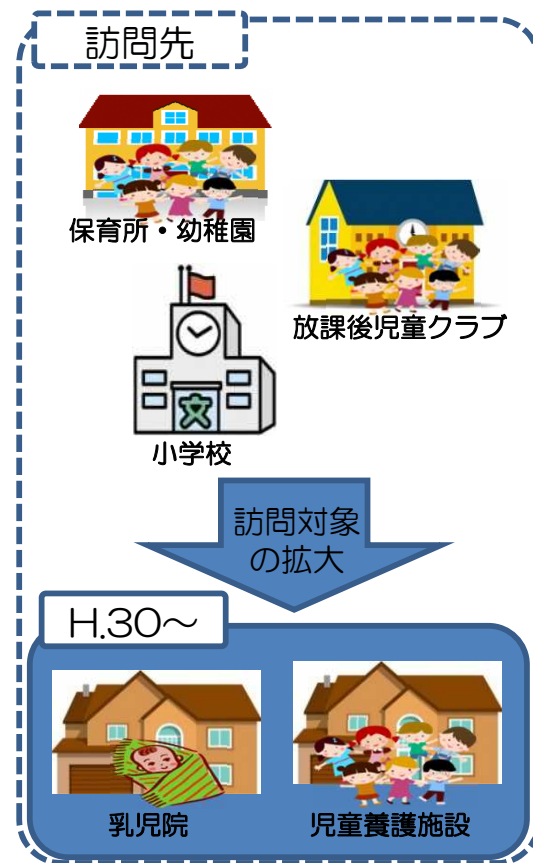 訪問先
保育所・幼稚園
放課後児童クラブ
文
小学校
訪問対象
の拡大
H.30～
乳児院
児童養護施設